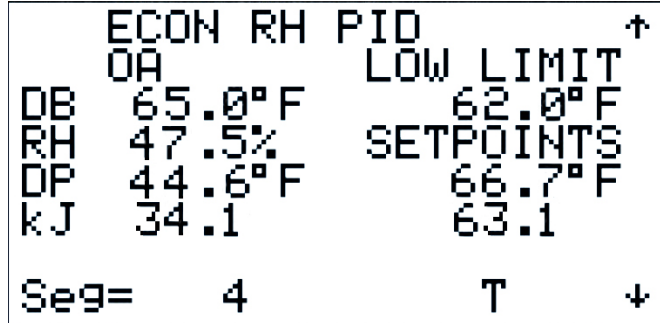 ECON RH PID ↑
OA LOW LIMIT
DB 65.0°F 62.0°F
RH 47.5% SETPOINTS
DP 44.6°F 66.7°F
kJ 34.1 63.1
Seg= 4 T ↓